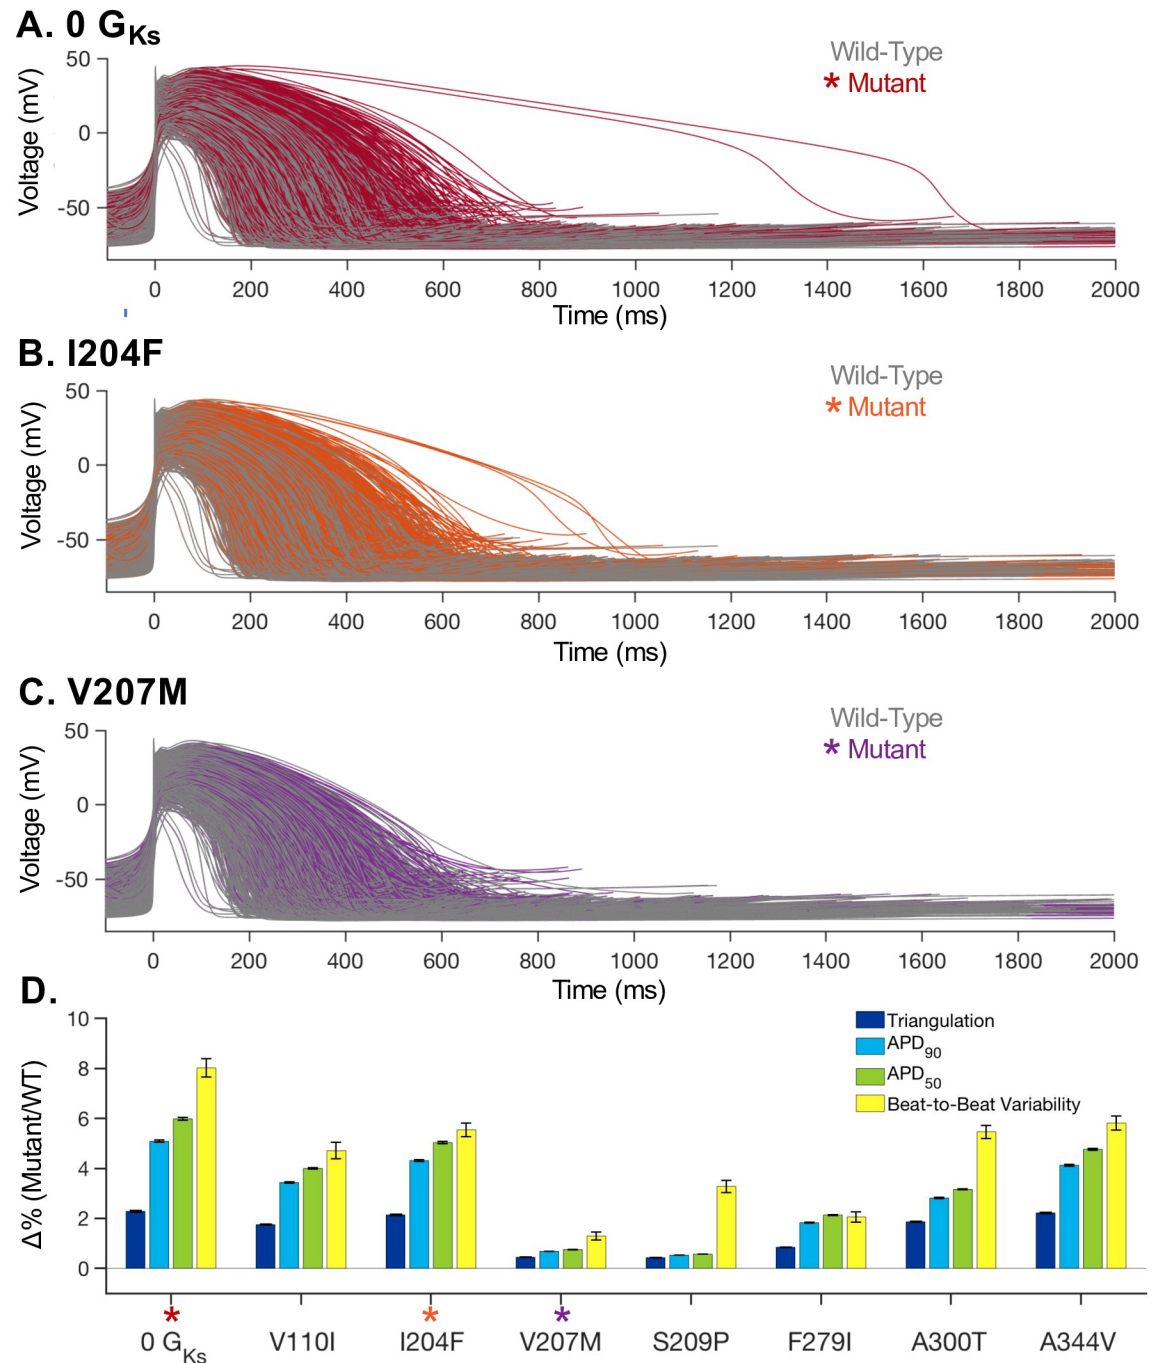 A. 0 GKs
Wild-Type
* Mutant
Voltage (mV)
50
0
-50
0 200 400 600 800 1000 1200 1400 1600 1800 2000
Time (ms)
B. I204F
Wild-Type
* Mutant
Voltage (mV)
50
0
-50
0 200 400 600 800 1000 1200 1400 1600 1800 2000
Time (ms)
C. V207M
Wild-Type
* Mutant
Voltage (mV)
50
0
-50
0 200 400 600 800 1000 1200 1400 1600 1800 2000
Time (ms)
D.
Δ% (Mutant/WT)
10
8
6
4
2
0
Triangulation
APD90
APD50
Beat-to-Beat Variability
* * *
0 GKs V110I I204F V207M S209P F279I A300T A344V